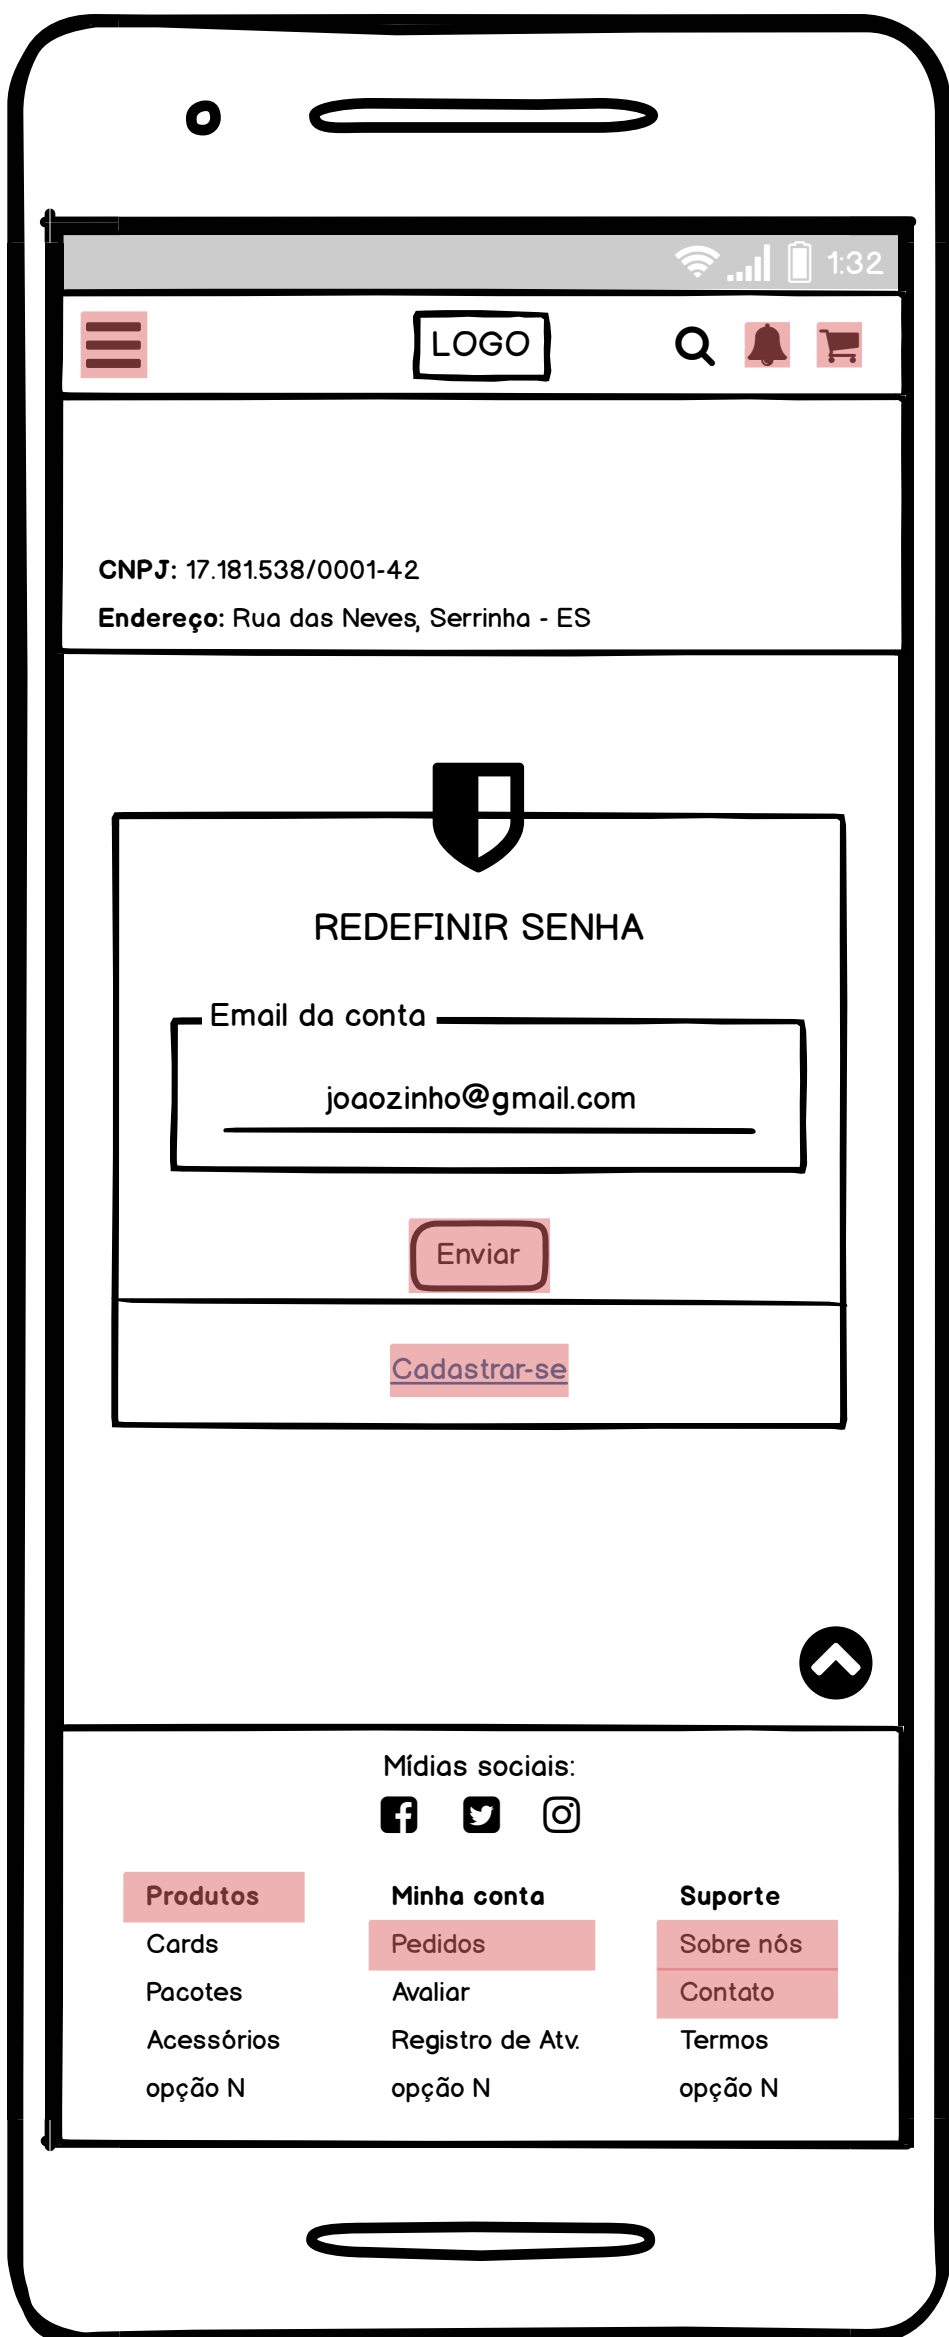 1:32
LOGO
CNPJ: 17.181.538/0001-42
Endereço: Rua das Neves, Serrinha - ES
REDEFINIR SENHA
Email da conta
joaozinho@gmail.com
Enviar
Cadastrar-se
Mídias sociais:
Produtos
Cards
Pacotes
Acessórios
opção N
Minha conta
Pedidos
Avaliar
Registro de Atv.
opção N
Suporte
Sobre nós
Contato
Termos
opção N